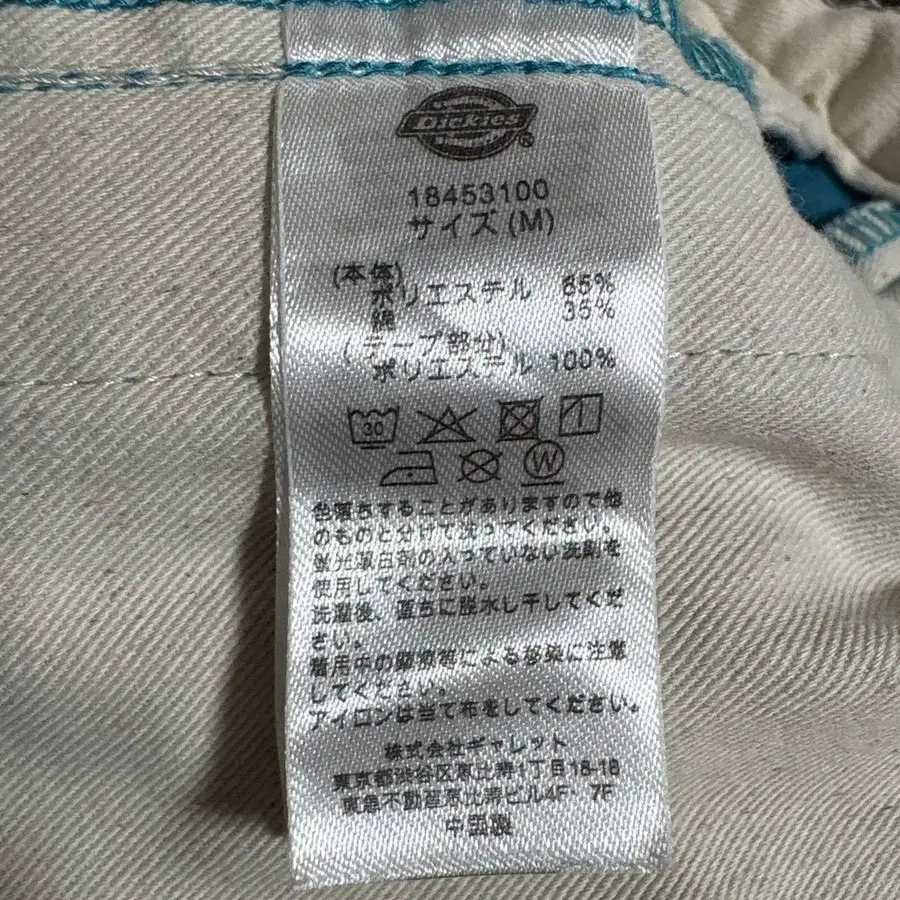 Dickies
®
18453100
サイズ (M)
(本体)
ポリエステル 65%
綿 35%
(テープ部分)
ポリエステル 100%
30
W
色落ちすることがありますので他
のものと分けて洗ってください。
蛍光漂白剤の入っていない洗剤を
使用してください。
洗濯後、直ちに脱水し干してくだ
さい。
着用中の摩擦等による移染に注意
してください。
アイロンは当て布をしてください。
株式会社ギャレット
東京都渋谷区恵比寿1丁目18-18
東急不動産恵比寿ビル4F・7F
中国製